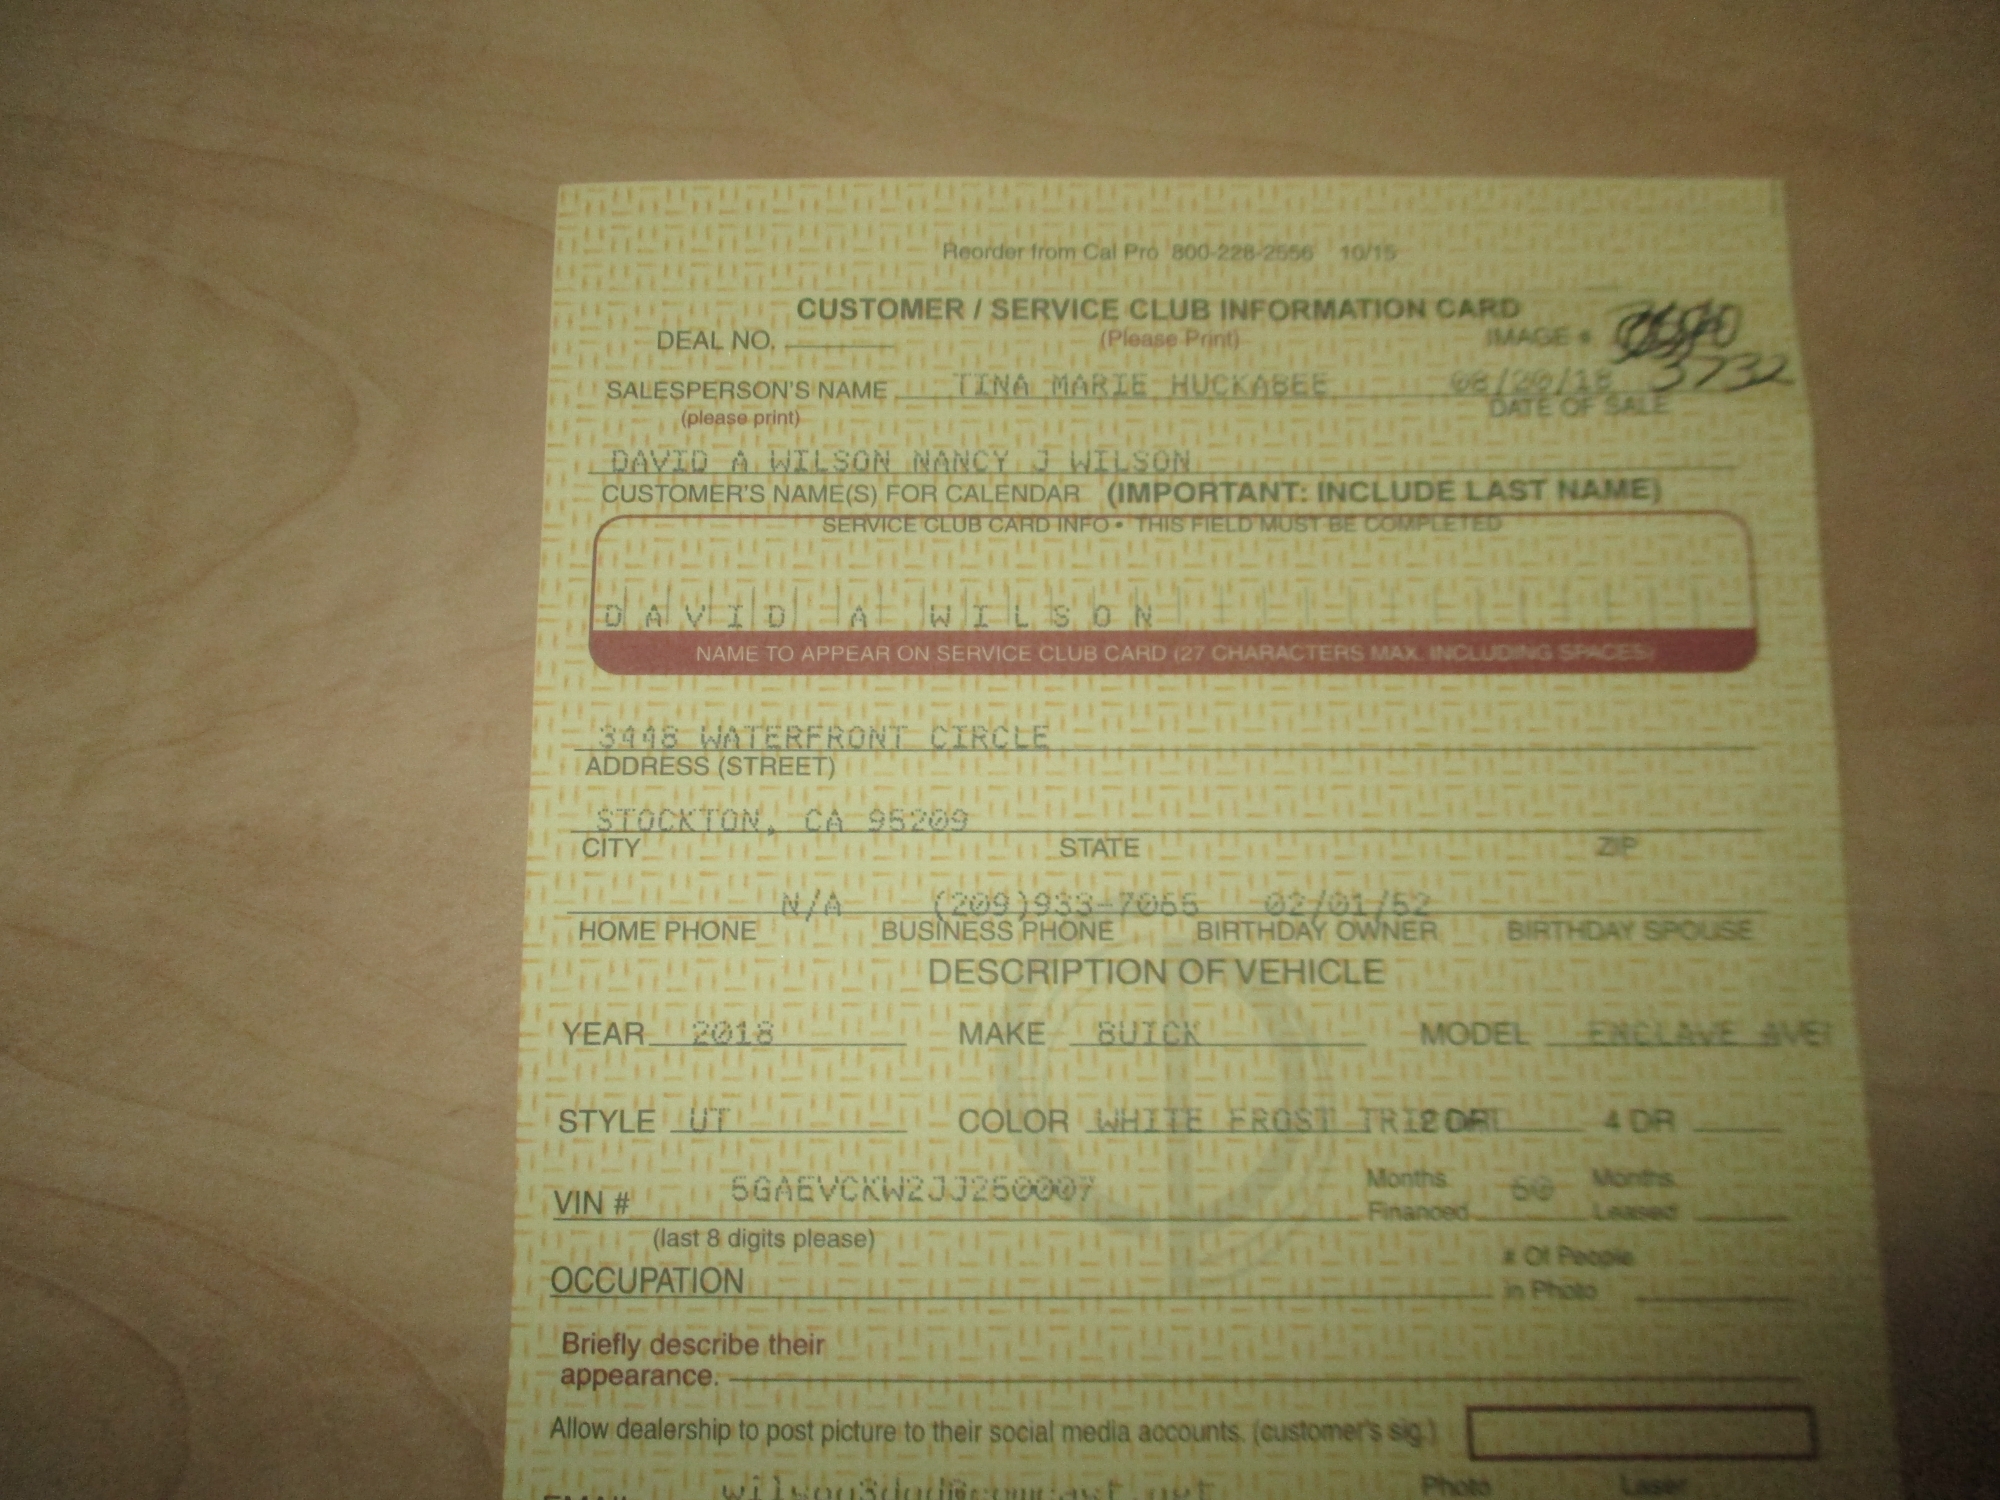 Reorder from Cal Pro 800-228-2556 10/15
CUSTOMER / SERVICE CLUB INFORMATION CARD
DEAL NO. (Please Print) IMAGE #
3732
SALESPERSON'S NAME TINA MARIE HUCKABEE 08/20/18
(please print) DATE OF SALE
DAVID A WILSON NANCY J WILSON
CUSTOMER'S NAME(S) FOR CALENDAR (IMPORTANT: INCLUDE LAST NAME)
SERVICE CLUB CARD INFO • THIS FIELD MUST BE COMPLETED
DAVID A WILSON
NAME TO APPEAR ON SERVICE CLUB CARD (27 CHARACTERS MAX. INCLUDING SPACES)
3448 WATERFRONT CIRCLE
ADDRESS (STREET)
STOCKTON, CA 95209
CITY STATE ZIP
N/A (209)933-7065 02/01/52
HOME PHONE BUSINESS PHONE BIRTHDAY OWNER BIRTHDAY SPOUSE
DESCRIPTION OF VEHICLE
YEAR 2018 MAKE BUICK MODEL ENCLAVE
STYLE UT COLOR WHITE FROST 2 DR 4 DR
VIN # 5GAEVCKW2JJ250007 Months Financed Months Leased
(last 8 digits please)
OCCUPATION # Of People in Photo
Briefly describe their
appearance.
Allow dealership to post picture to their social media accounts. (customer's sig.)
Photo Laser